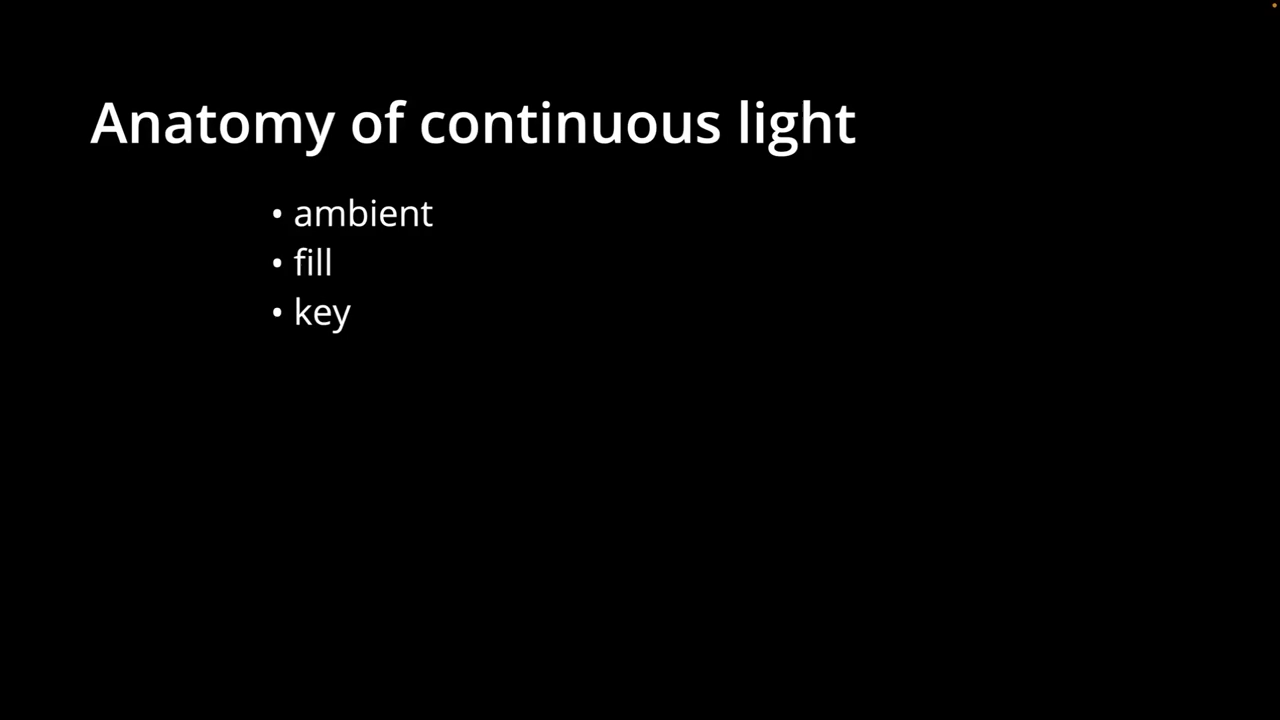 Anatomy of continuous light
• ambient
• fill
• key